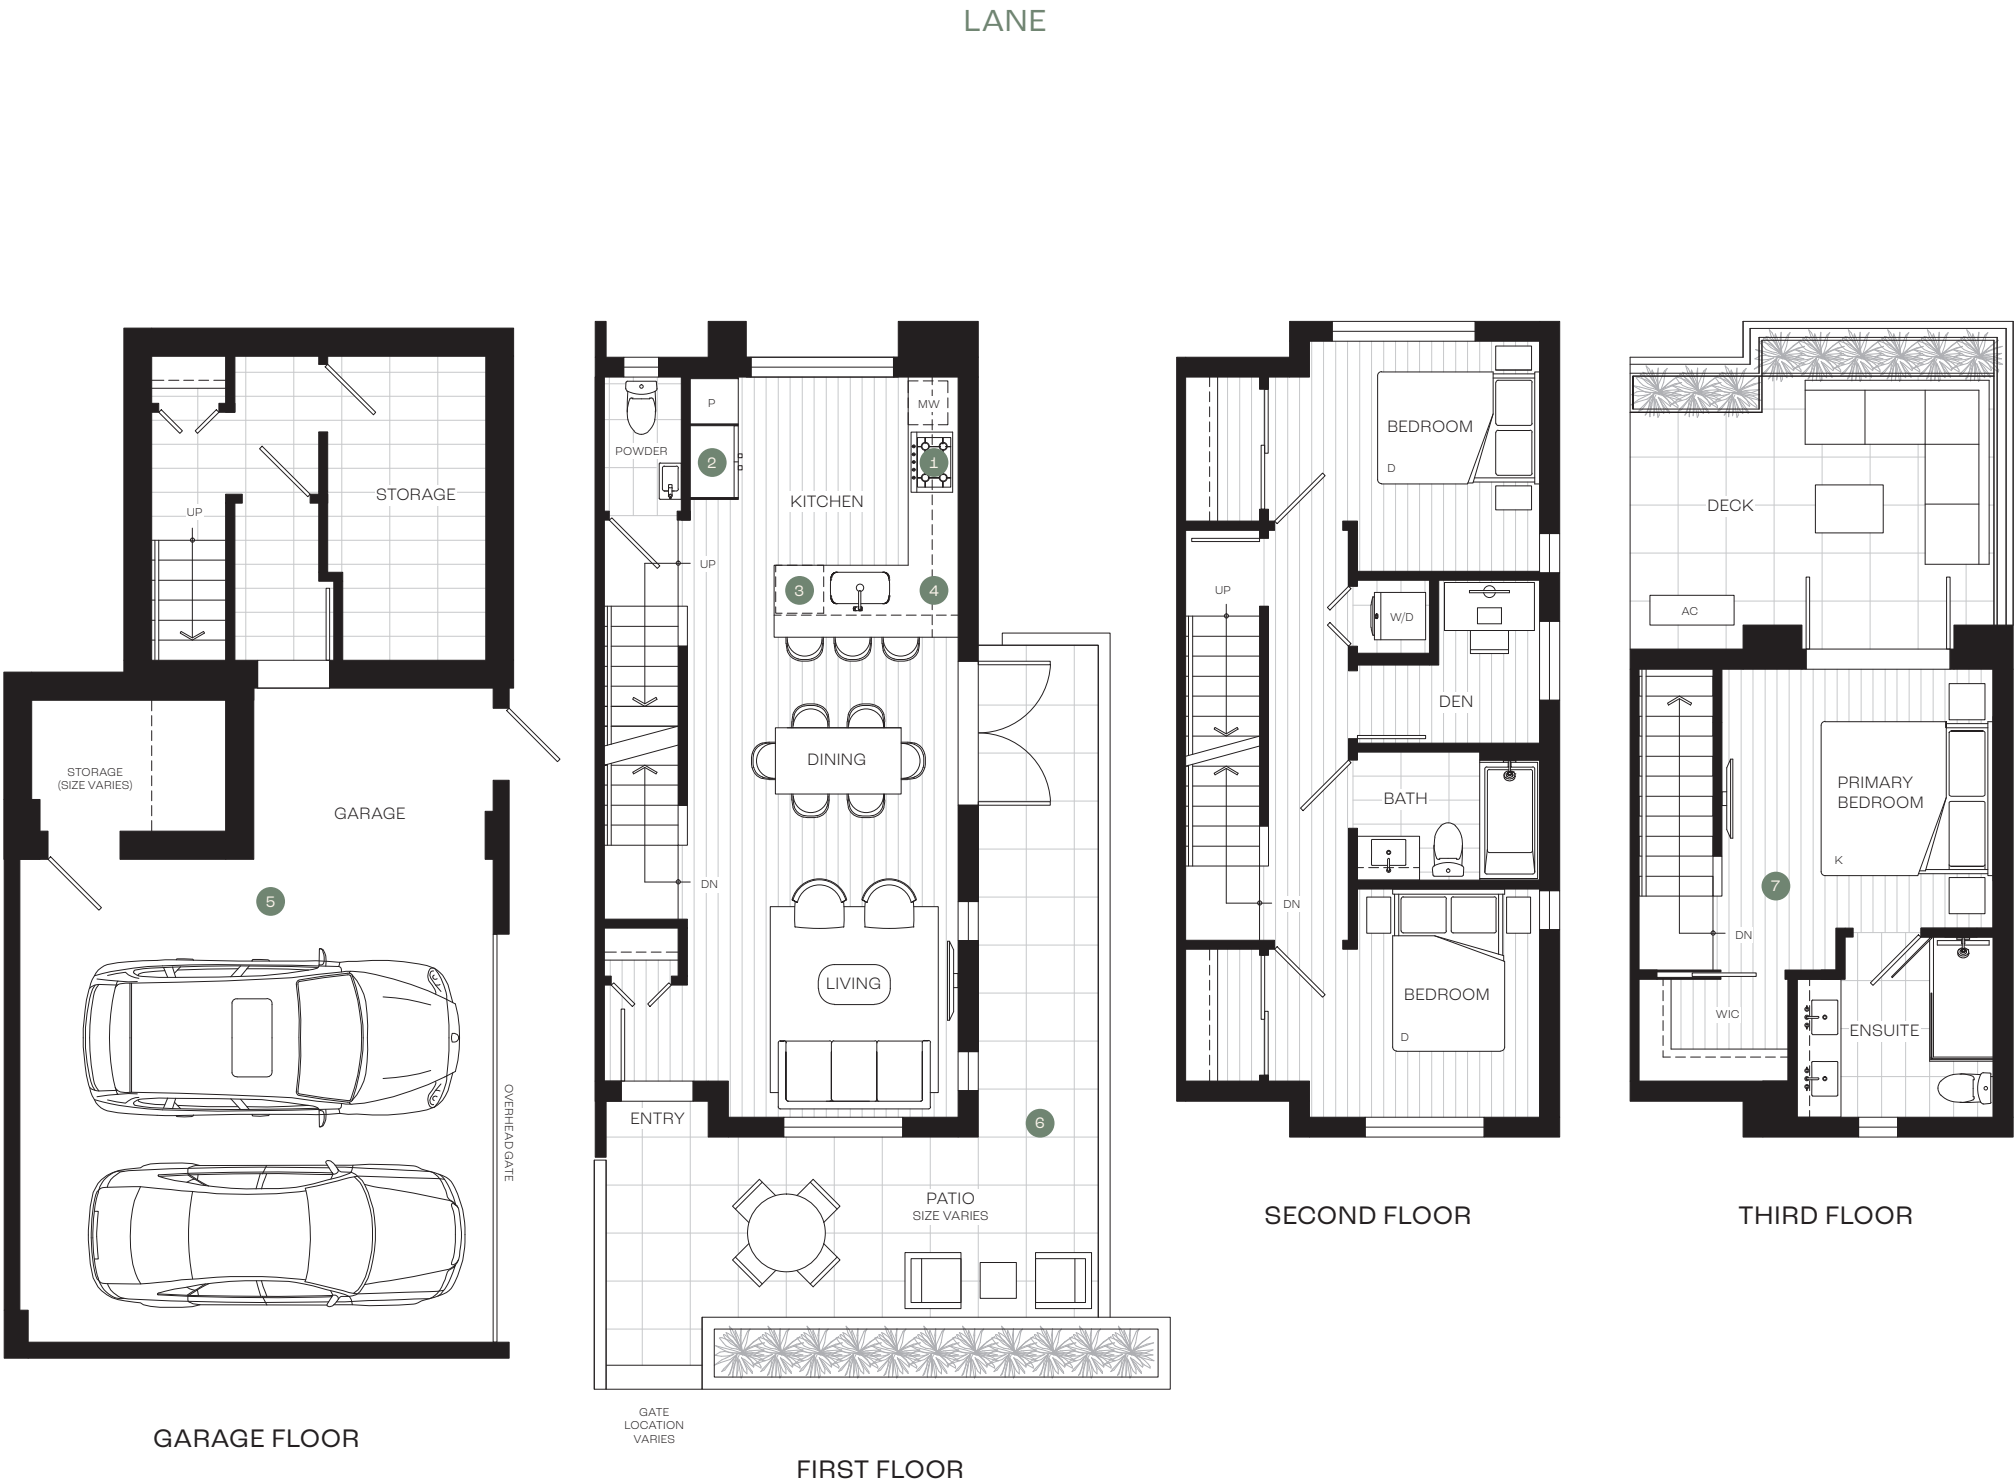 LANE
STORAGE
UP
STORAGE
(SIZE VARIES)
GARAGE
5
OVERHEAD GATE
GARAGE FLOOR
P
MW
POWDER
2
1
KITCHEN
UP
3
4
DINING
DN
LIVING
ENTRY
6
PATIO
SIZE VARIES
GATE
LOCATION
VARIES
FIRST FLOOR
BEDROOM
D
UP
W/D
DEN
BATH
DN
BEDROOM
D
SECOND FLOOR
DECK
AC
PRIMARY
BEDROOM
K
7
DN
WIC
ENSUITE
THIRD FLOOR